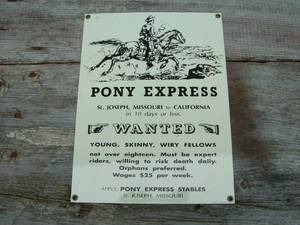 PONY EXPRESS
St. JOSEPH, MISSOURI to CALIFORNIA
in 10 days or less.
WANTED
YOUNG, SKINNY, WIRY FELLOWS
not over eighteen. Must be expert
riders, willing to risk death daily.
Orphans preferred.
Wages $25 per week.
APPLY, PONY EXPRESS STABLES
St. JOSEPH, MISSOURI